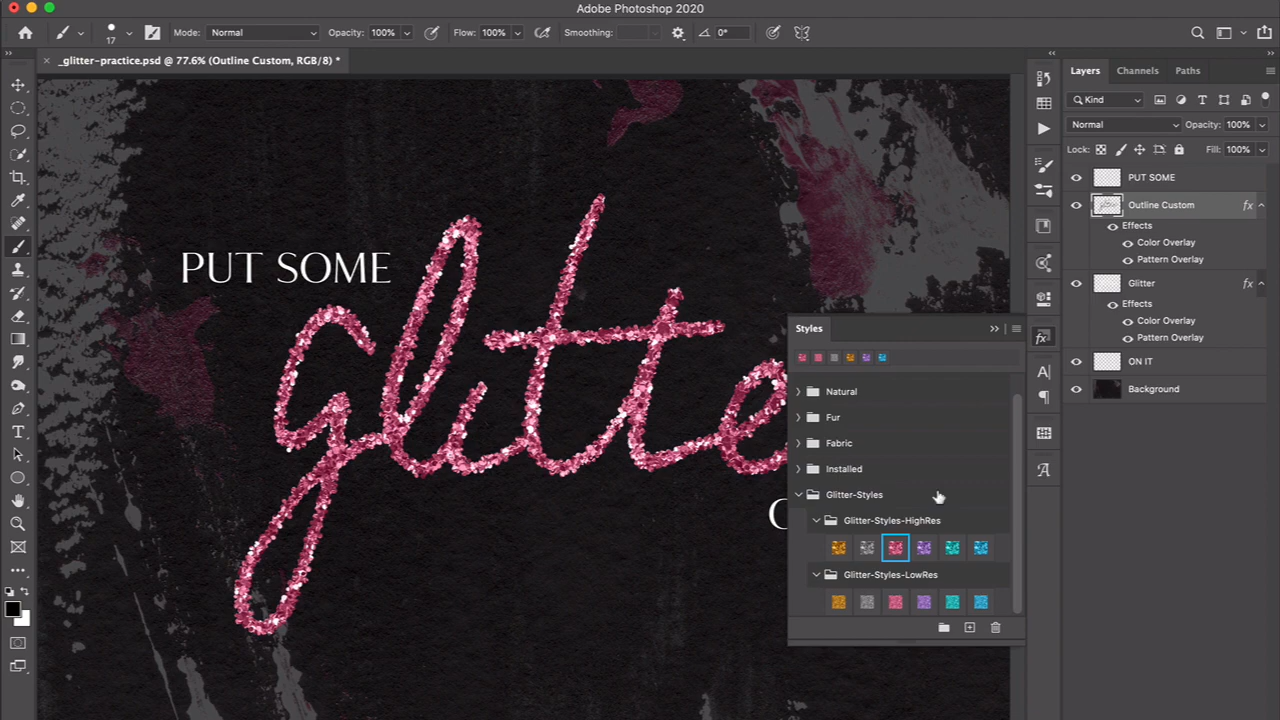 Adobe Photoshop 2020
17
Mode: Normal
Opacity: 100%
Flow: 100%
Smoothing:
0°
_glitter-practice.psd @ 77.6% (Outline Custom, RGB/8) *
PUT SOME
glitte
O
Styles
Natural
Fur
Fabric
Installed
Glitter-Styles
Glitter-Styles-HighRes
Glitter-Styles-LowRes
Layers Channels Paths
Kind
Normal Opacity: 100%
Lock: Fill: 100%
PUT SOME
Outline Custom fx
Effects
Color Overlay
Pattern Overlay
Glitter fx
Effects
Color Overlay
Pattern Overlay
ON IT
Background